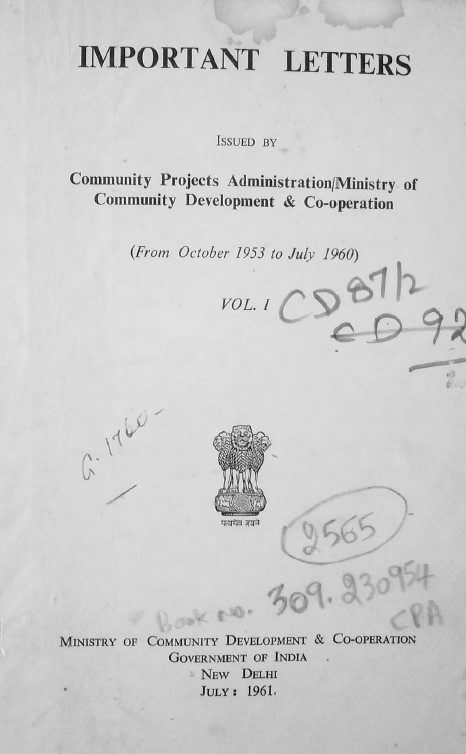 IMPORTANT LETTERS
ISSUED BY
Community Projects Administration/Ministry of
Community Development & Co-operation
(From October 1953 to July 1960)
VOL. I
CD87/2
CD 92
G. 1760-
सत्यमेव जयते
2565
Book No. 309.230954
CPA
MINISTRY OF COMMUNITY DEVELOPMENT & CO-OPERATION
GOVERNMENT OF INDIA
NEW DELHI
JULY : 1961.